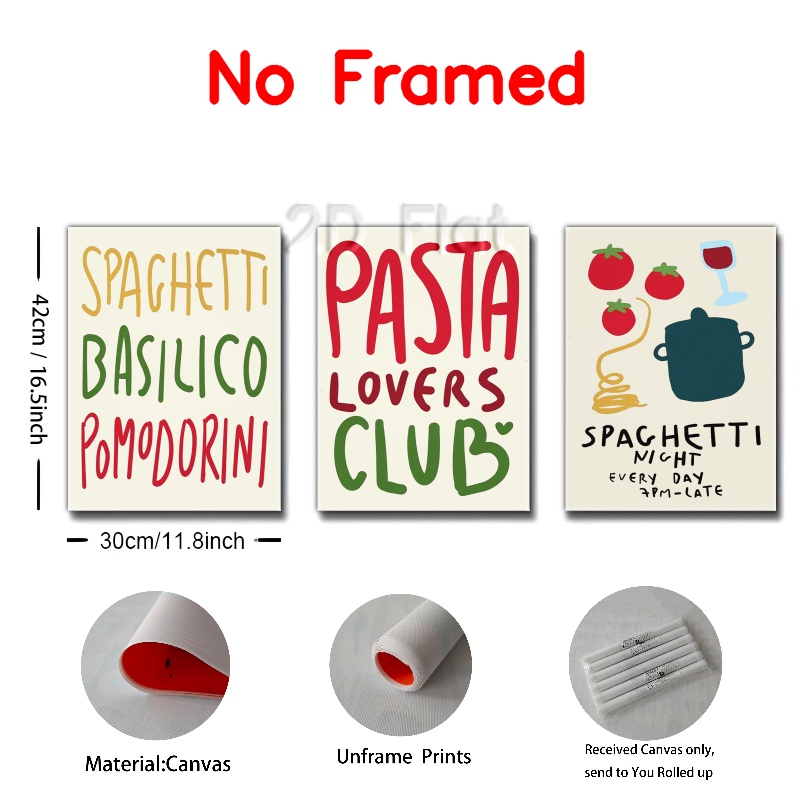 No Framed
2D Flat
SPAGHETTI
BASILICO
POMODORINI
PASTA
LOVERS
CLUB
SPAGHETTI
NIGHT
EVERY DAY
7PM-LATE
42cm / 16.5inch
30cm/11.8inch
Material:Canvas
Unframe Prints
Received Canvas only,
send to You Rolled up